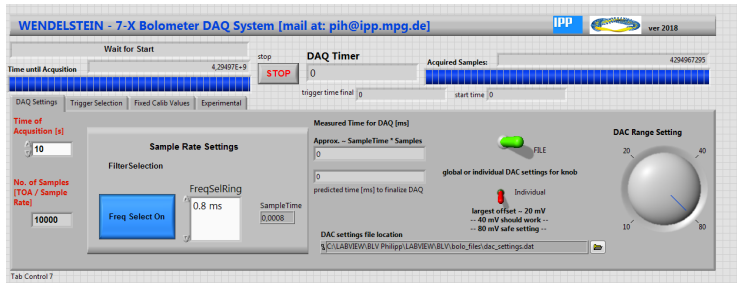 WENDELSTEIN - 7-X Bolometer DAQ System [mail at: pih@ipp.mpg.de]
IPP
ver 2018
Wait for Start
Time until Acqusition
4,29497E+9
stop
STOP
DAQ Timer
0
Acquired Samples:
4294967295
trigger time final
0
start time
0
DAQ Settings
Trigger Selection
Fixed Calib Values
Experimental
Time of
Acqusition [s]
10
No. of Samples
[TOA / Sample
Rate]
10000
Sample Rate Settings
FilterSelection
Freq Select On
FreqSelRing
0.8 ms
SampleTime
0,0008
Measured Time for DAQ [ms]
Approx. ~ SampleTime * Samples
0
0
predicted time [ms] to finalize DAQ
FILE
global or individual DAC settings for knob
Individual
largest offset ~ 20 mV
-- 40 mV should work --
-- 80 mV safe setting --
DAC settings file location
C:\LABVIEW\BLV Philipp\LABVIEW\BLV\bolo_files\dac_settings.dat
DAC Range Setting
20
40
10
80
Tab Control 7